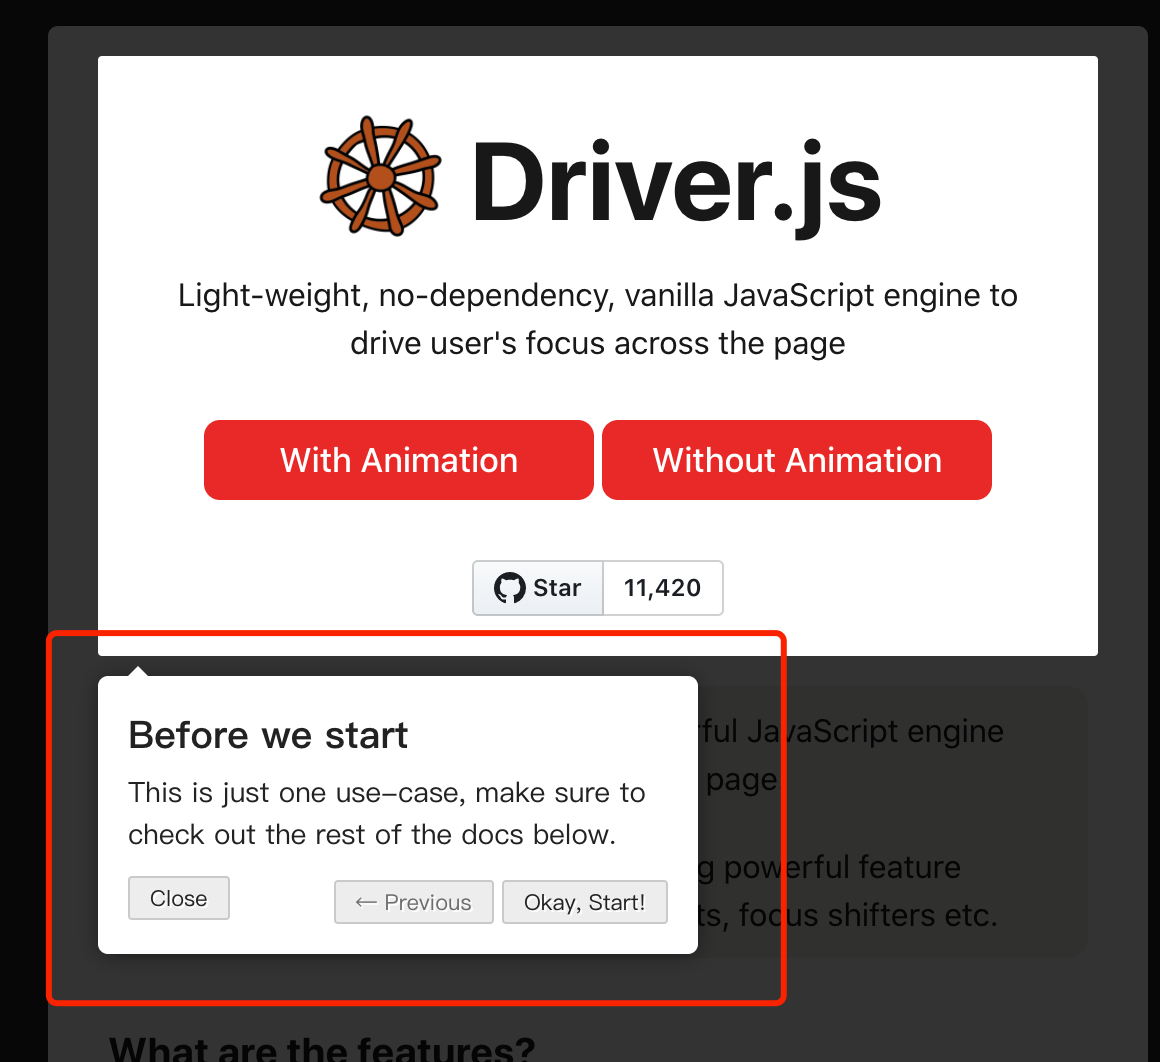 Driver.js
Light-weight, no-dependency, vanilla JavaScript engine to
drive user's focus across the page
With Animation
Without Animation
Star
11,420
Before we start
This is just one use-case, make sure to
check out the rest of the docs below.
Close
← Previous
Okay, Start!
JavaScript engine
page
powerful feature
focus shifters etc.
What are the features?